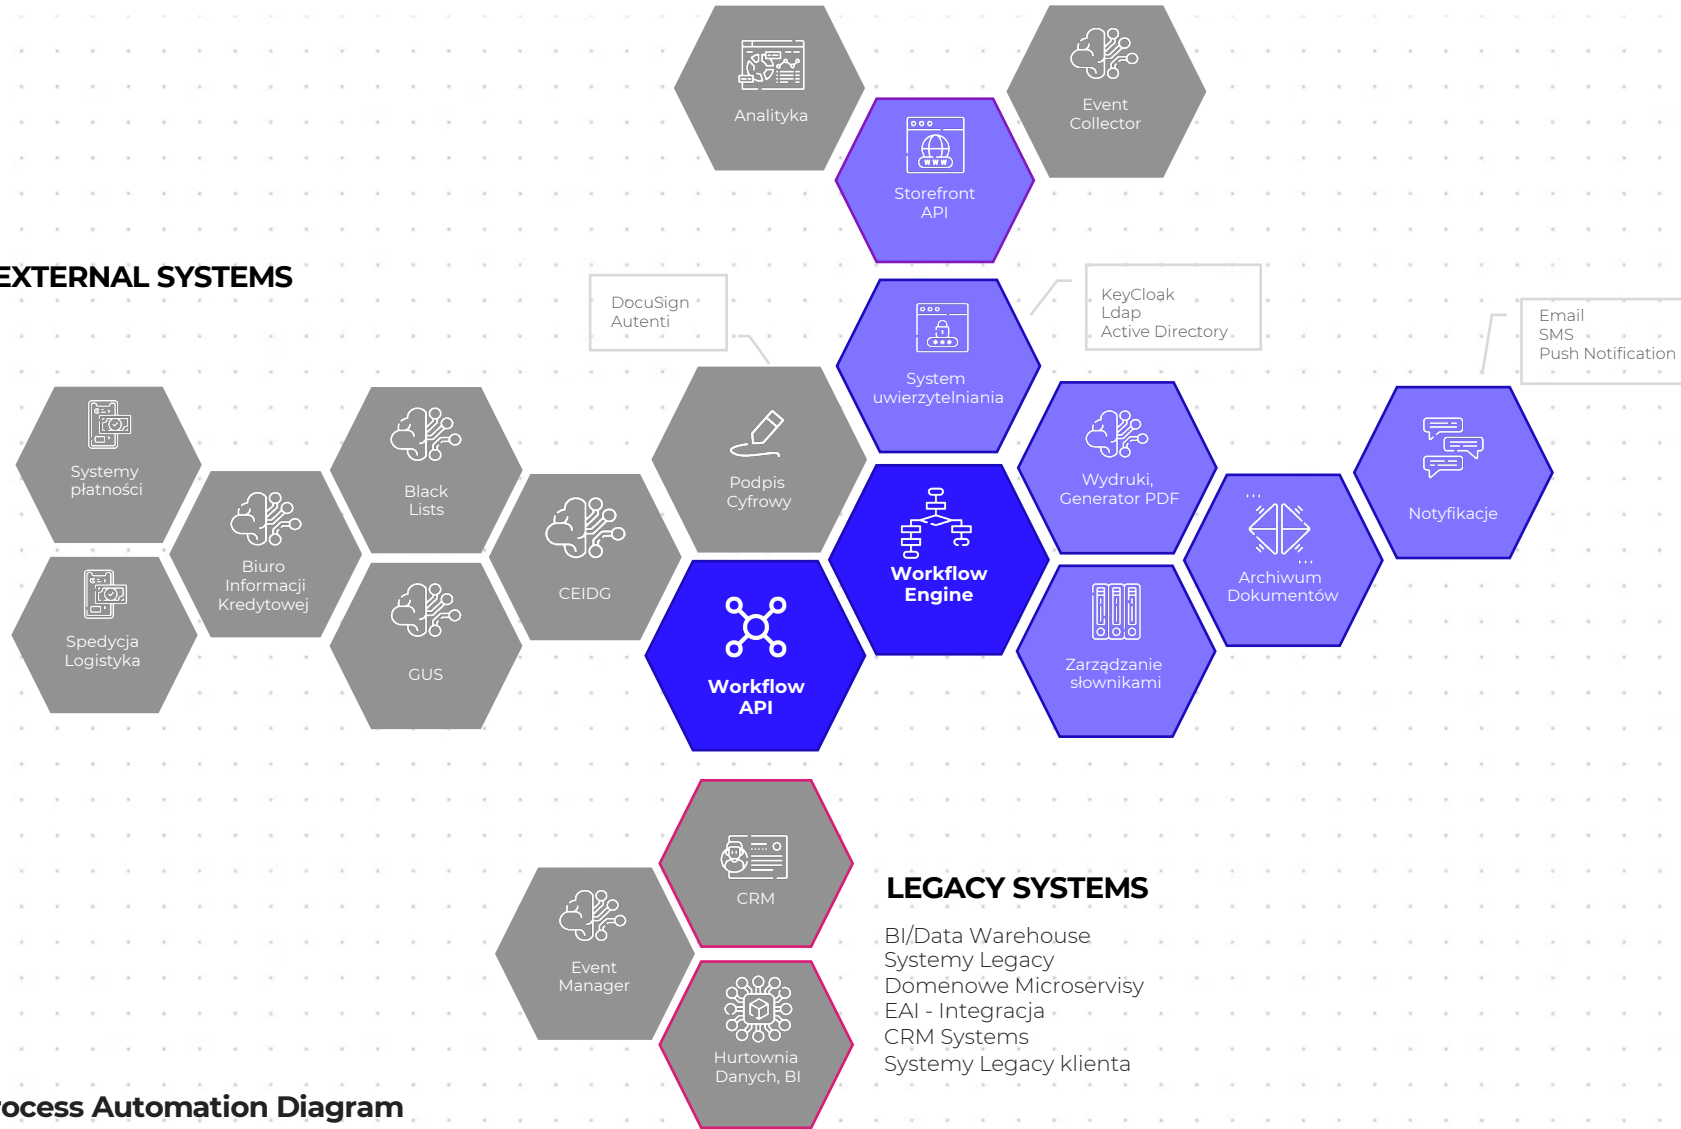 Analityka
Event
Collector
Storefront
API
EXTERNAL SYSTEMS
DocuSign
Autenti
KeyCloak
Ldap
Active Directory
Email
SMS
Push Notification
System
uwierzytelniania
Systemy
płatności
Black
Lists
Podpis
Cyfrowy
Wydruki,
Generator PDF
Notyfikacje
Biuro
Informacji
Kredytowej
CEIDG
Workflow
Engine
Archiwum
Dokumentów
Spedycja
Logistyka
GUS
Workflow
API
Zarządzanie
słownikami
CRM
Event
Manager
Hurtownia
Danych, BI
LEGACY SYSTEMS
BI/Data Warehouse
Systemy Legacy
Domenowe Microservisy
EAI - Integracja
CRM Systems
Systemy Legacy klienta
rocess Automation Diagram